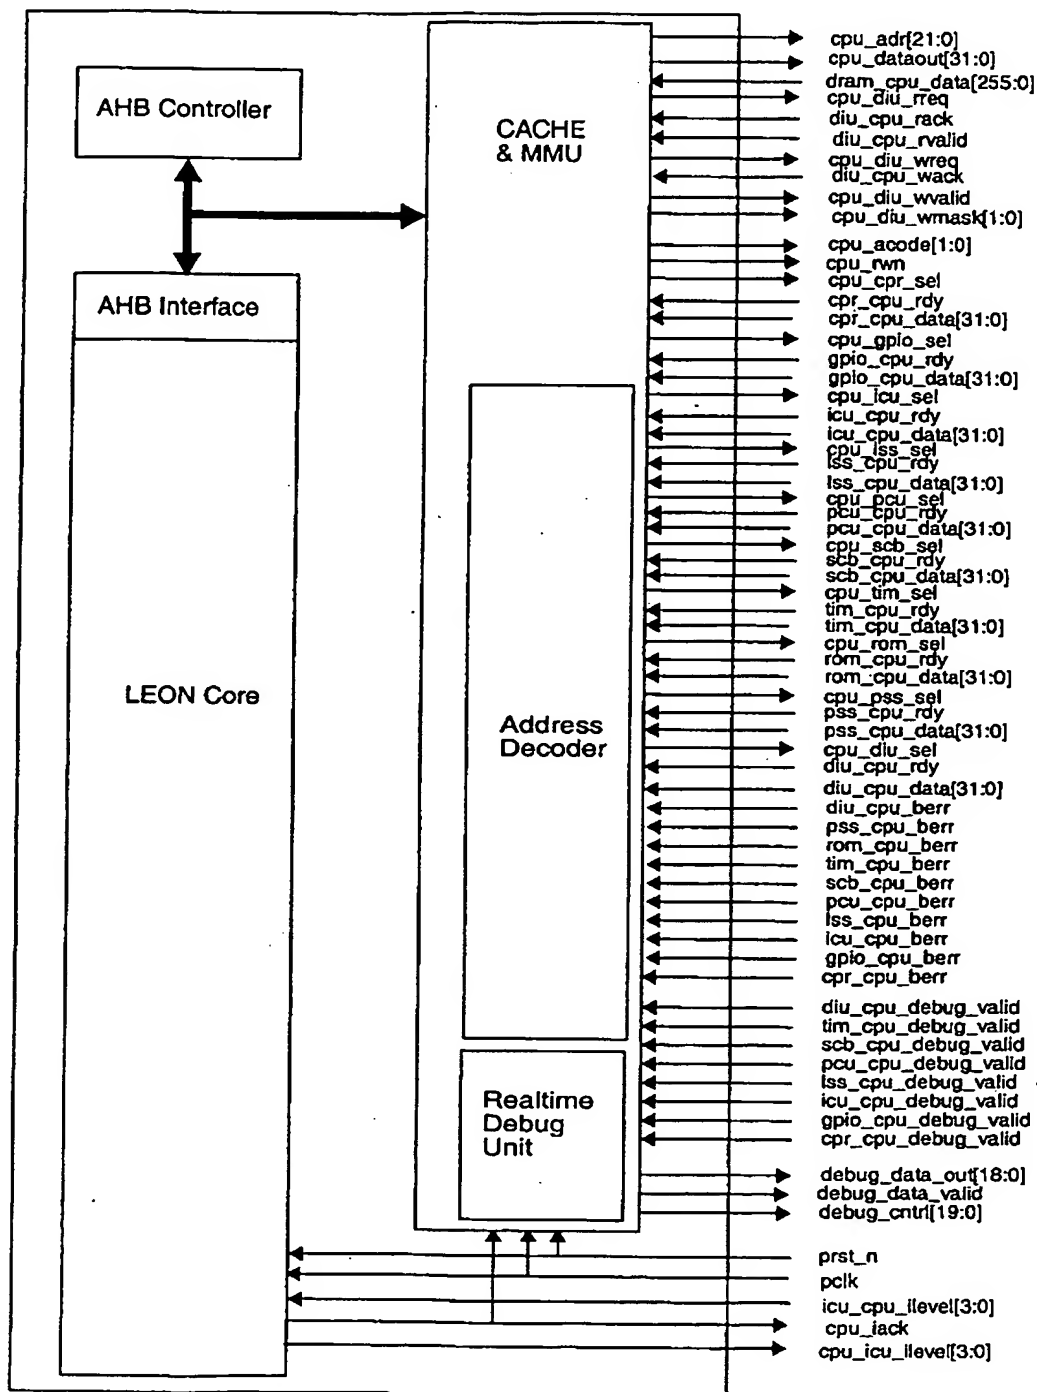 AHB Controller
CACHE
& MMU
AHB Interface
LEON Core
Address
Decoder
Realtime
Debug
Unit
cpu_adr[21:0]
cpu_dataout[31:0]
dram_cpu_data[255:0]
cpu_diu_rreq
diu_cpu_rack
diu_cpu_rvalid
cpu_diu_wreq
diu_cpu_wack
cpu_diu_wvalid
cpu_diu_wmask[1:0]
cpu_acode[1:0]
cpu_rwn
cpu_cpr_sel
cpr_cpu_rdy
cpr_cpu_data[31:0]
cpu_gpio_sel
gpio_cpu_rdy
gpio_cpu_data[31:0]
cpu_icu_sel
icu_cpu_rdy
icu_cpu_data[31:0]
cpu_lss_sel
lss_cpu_rdy
lss_cpu_data[31:0]
cpu_pcu_sel
pcu_cpu_rdy
pcu_cpu_data[31:0]
cpu_scb_sel
scb_cpu_rdy
scb_cpu_data[31:0]
cpu_tim_sel
tim_cpu_rdy
tim_cpu_data[31:0]
cpu_rom_sel
rom_cpu_rdy
rom_cpu_data[31:0]
cpu_pss_sel
pss_cpu_rdy
pss_cpu_data[31:0]
cpu_diu_sel
diu_cpu_rdy
diu_cpu_data[31:0]
diu_cpu_berr
pss_cpu_berr
rom_cpu_berr
tim_cpu_berr
scb_cpu_berr
pcu_cpu_berr
lss_cpu_berr
icu_cpu_berr
gpio_cpu_berr
cpr_cpu_berr
diu_cpu_debug_valid
tim_cpu_debug_valid
scb_cpu_debug_valid
pcu_cpu_debug_valid
lss_cpu_debug_valid
icu_cpu_debug_valid
gpio_cpu_debug_valid
cpr_cpu_debug_valid
debug_data_out[18:0]
debug_data_valid
debug_cntrl[19:0]
prst_n
pclk
icu_cpu_ilevel[3:0]
cpu_iack
cpu_icu_ilevel[3:0]